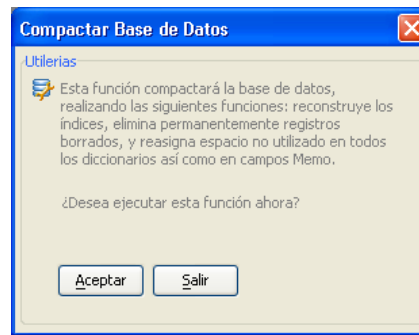 Compactar Base de Datos
Utilerias
Esta función compactará la base de datos,
realizando las siguientes funciones: reconstruye los
índices, elimina permanentemente registros
borrados, y reasigna espacio no utilizado en todos
los diccionarios así como en campos Memo.
¿Desea ejecutar esta función ahora?
Aceptar Salir